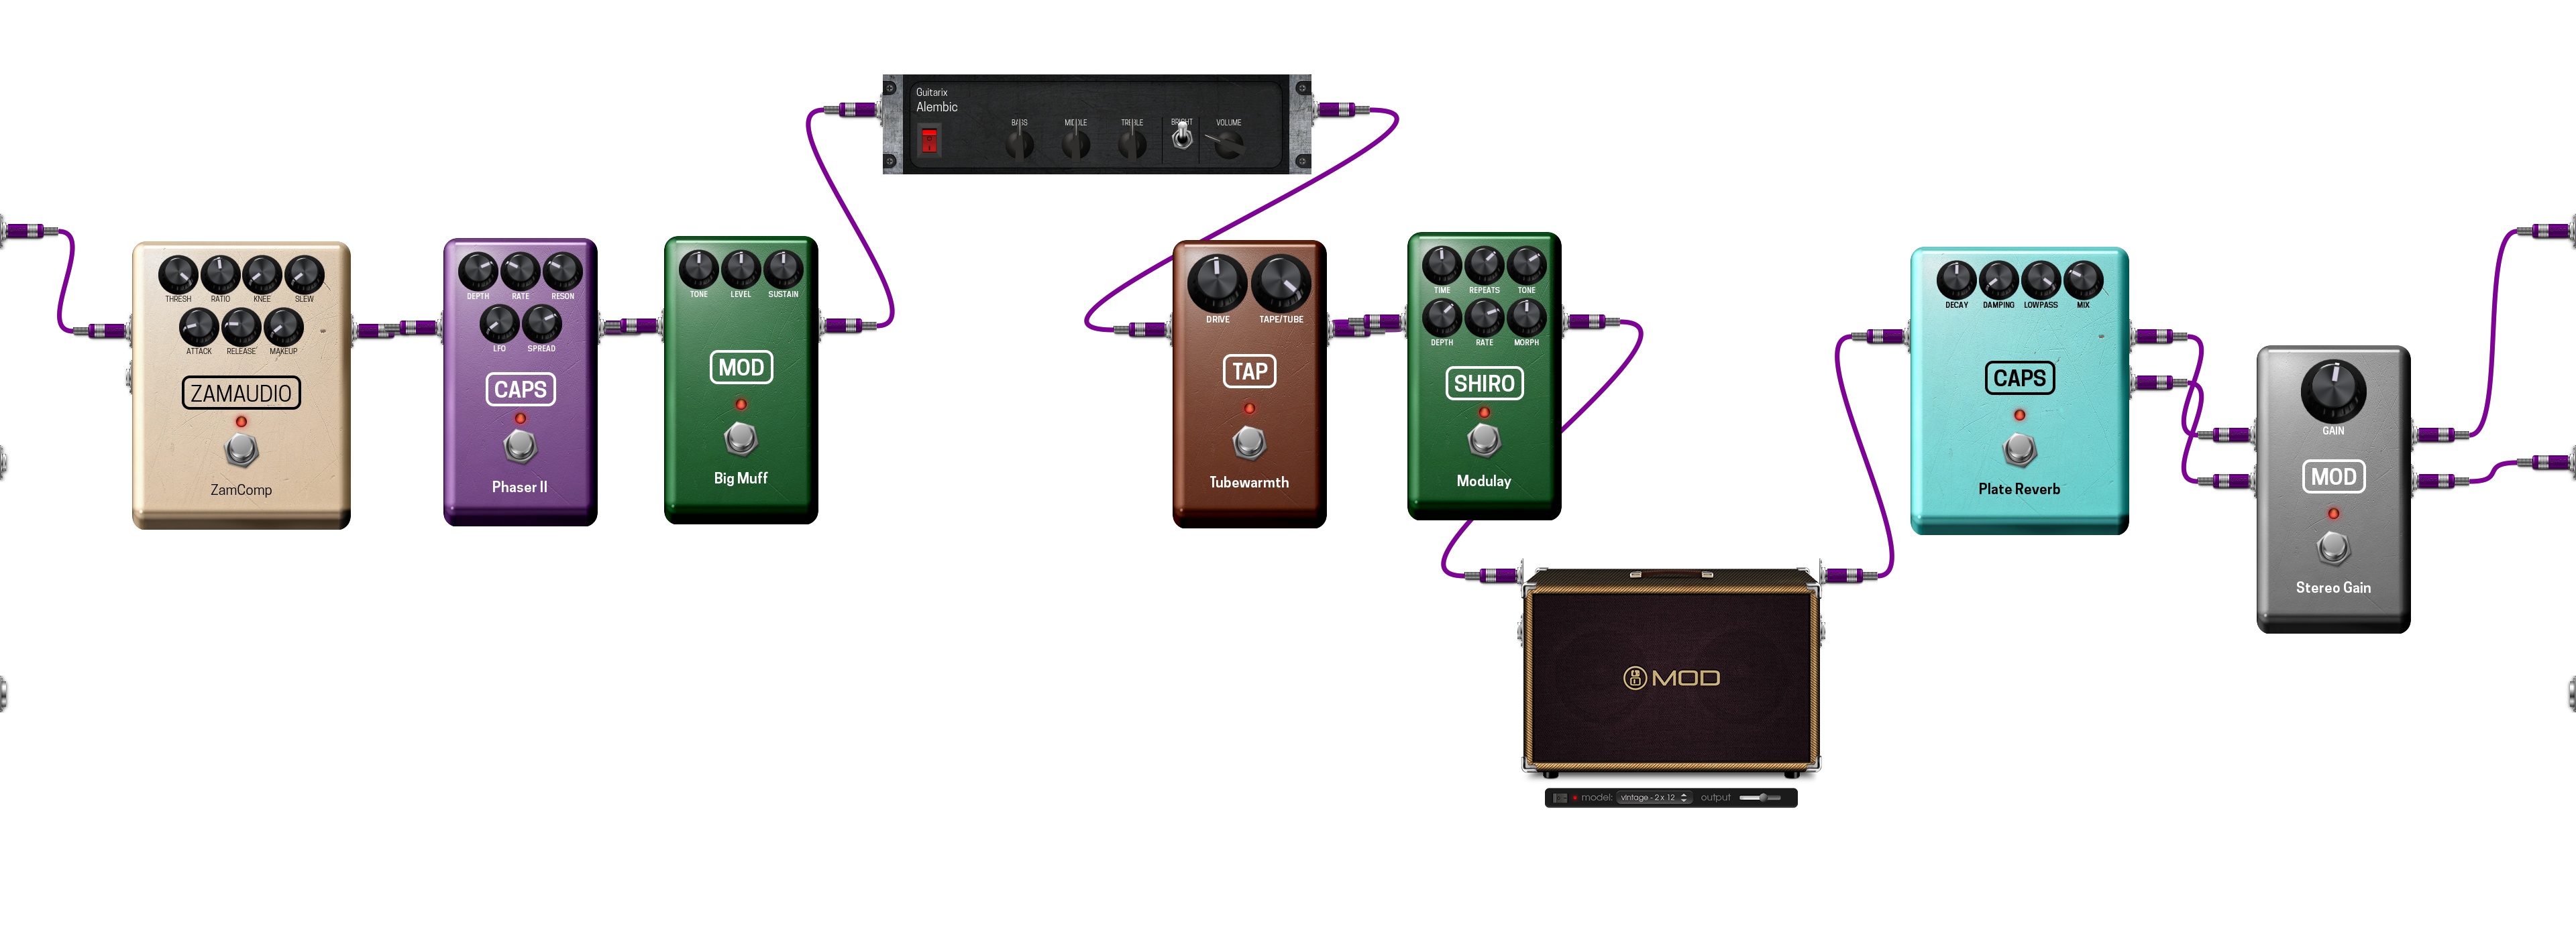 THRESH RATIO KNEE SLEW
ATTACK RELEASE MAKEUP
ZAMAUDIO
ZamComp
DEPTH RATE RESON
LFO SPREAD
CAPS
Phaser II
TONE LEVEL SUSTAIN
MOD
Big Muff
Guitarix
Alembic
BASS MIDDLE TREBLE BRIGHT VOLUME
DRIVE TAPE/TUBE
TAP
Tubewarmth
TIME REPEATS TONE
DEPTH RATE MORPH
SHIRO
Modulay
MOD
model: vintage - 2 x 12 output
DECAY DAMPING LOWPASS MIX
CAPS
Plate Reverb
GAIN
MOD
Stereo Gain